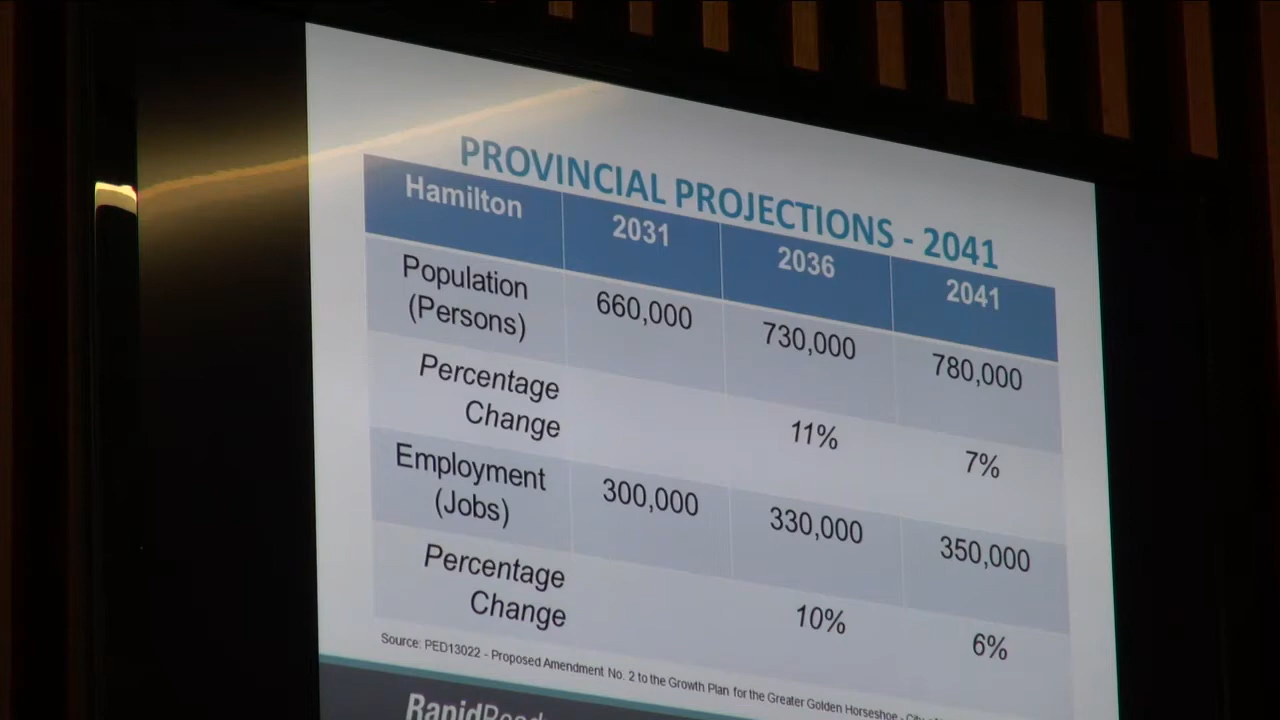 PROVINCIAL PROJECTIONS - 2041
Hamilton 2031 2036 2041
Population (Persons) 660,000 730,000 780,000
Percentage Change 11% 7%
Employment (Jobs) 300,000 330,000 350,000
Percentage Change 10% 6%
Source: PED13022 - Proposed Amendment No. 2 to the Growth Plan for the Greater Golden Horseshoe -